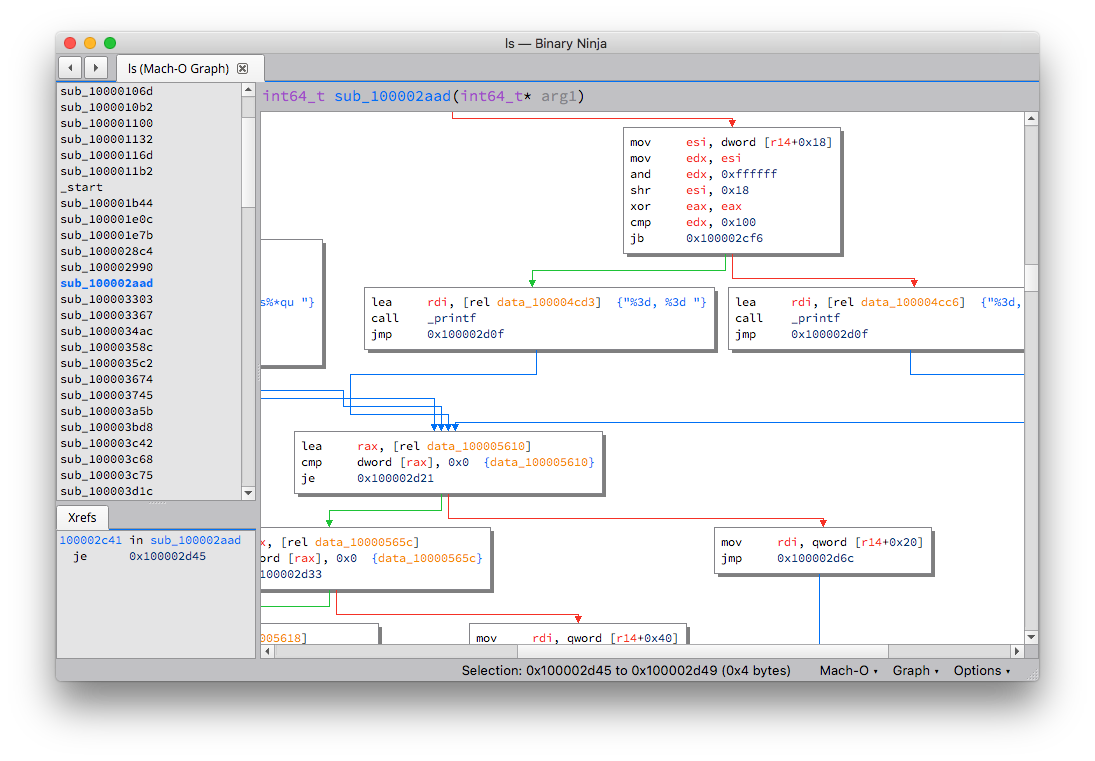 ls — Binary Ninja
ls (Mach-O Graph)
sub_10000106d
sub_1000010b2
sub_100001100
sub_100001132
sub_10000116d
sub_1000011b2
_start
sub_100001b44
sub_100001e0c
sub_100001e7b
sub_1000028c4
sub_100002990
sub_100002aad
sub_100003303
sub_100003367
sub_1000034ac
sub_10000358c
sub_1000035c2
sub_100003674
sub_100003745
sub_100003a5b
sub_100003bd8
sub_100003c42
sub_100003c68
sub_100003c75
sub_100003d1c
Xrefs
100002c41 in sub_100002aad
je 0x100002d45
int64_t sub_100002aad(int64_t* arg1)
mov esi, dword [r14+0x18]
mov edx, esi
and edx, 0xffffff
shr esi, 0x18
xor eax, eax
cmp edx, 0x100
jb 0x100002cf6
s%*qu "}
lea rdi, [rel data_100004cd3] {"%3d, %3d "}
call _printf
jmp 0x100002d0f
lea rdi, [rel data_100004cc6] {"%3d,
call _printf
jmp 0x100002d0f
lea rax, [rel data_100005610]
cmp dword [rax], 0x0 {data_100005610}
je 0x100002d21
x, [rel data_10000565c]
ord [rax], 0x0 {data_10000565c}
100002d33
mov rdi, qword [r14+0x20]
jmp 0x100002d6c
005618]
mov rdi, qword [r14+0x40]
Selection: 0x100002d45 to 0x100002d49 (0x4 bytes) Mach-O Graph Options